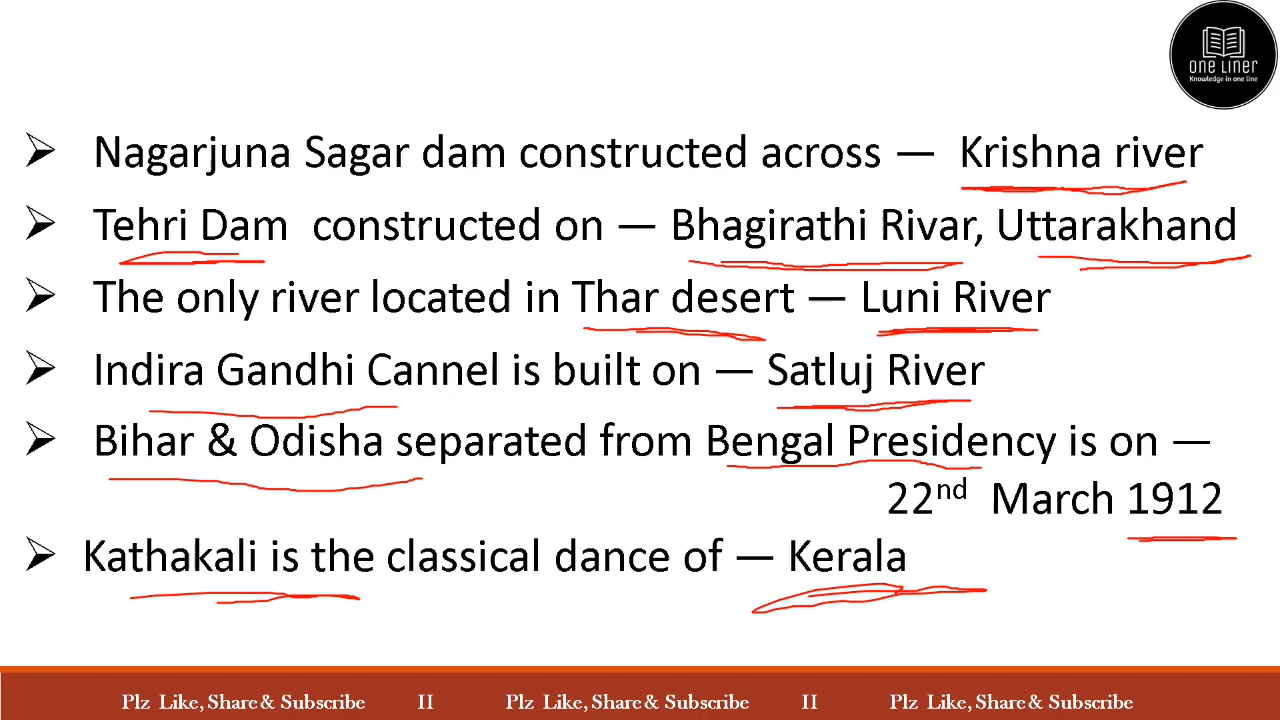 ONE LINER
Knowledge in one line
➢ Nagarjuna Sagar dam constructed across — Krishna river
➢ Tehri Dam constructed on — Bhagirathi Rivar, Uttarakhand
➢ The only river located in Thar desert — Luni River
➢ Indira Gandhi Cannel is built on — Satluj River
➢ Bihar & Odisha separated from Bengal Presidency is on —
22nd March 1912
➢ Kathakali is the classical dance of — Kerala
Plz Like, Share & Subscribe II Plz Like, Share & Subscribe II Plz Like, Share & Subscribe